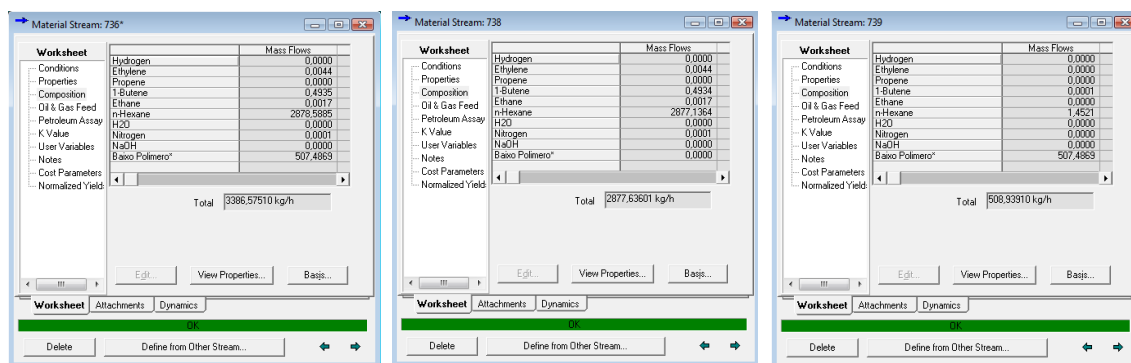 Material Stream: 736*
Worksheet
Conditions
Properties
Composition
Oil & Gas Feed
Petroleum Assay
K Value
User Variables
Notes
Cost Parameters
Normalized Yield
Mass Flows
Hydrogen 0,0000
Ethylene 0,0044
Propene 0,0000
1-Butene 0,4935
Ethane 0,0017
n-Hexane 2878,5885
H2O 0,0000
Nitrogen 0,0001
NaOH 0,0000
Baixo Polimero* 507,4869
Total 3386,57510 kg/h
Edit... View Properties... Basis...
Worksheet Attachments Dynamics
OK
Delete Define from Other Stream...
Material Stream: 738
Worksheet
Conditions
Properties
Composition
Oil & Gas Feed
Petroleum Assay
K Value
User Variables
Notes
Cost Parameters
Normalized Yield
Mass Flows
Hydrogen 0,0000
Ethylene 0,0044
Propene 0,0000
1-Butene 0,4934
Ethane 0,0017
n-Hexane 2877,1364
H2O 0,0000
Nitrogen 0,0001
NaOH 0,0000
Baixo Polimero* 0,0000
Total 2877,63601 kg/h
Edit... View Properties... Basis...
Worksheet Attachments Dynamics
OK
Delete Define from Other Stream...
Material Stream: 739
Worksheet
Conditions
Properties
Composition
Oil & Gas Feed
Petroleum Assay
K Value
User Variables
Notes
Cost Parameters
Normalized Yield
Mass Flows
Hydrogen 0,0000
Ethylene 0,0000
Propene 0,0000
1-Butene 0,0001
Ethane 0,0000
n-Hexane 1,4521
H2O 0,0000
Nitrogen 0,0000
NaOH 0,0000
Baixo Polimero* 507,4869
Total 508,93910 kg/h
Edit... View Properties... Basis...
Worksheet Attachments Dynamics
OK
Delete Define from Other Stream...